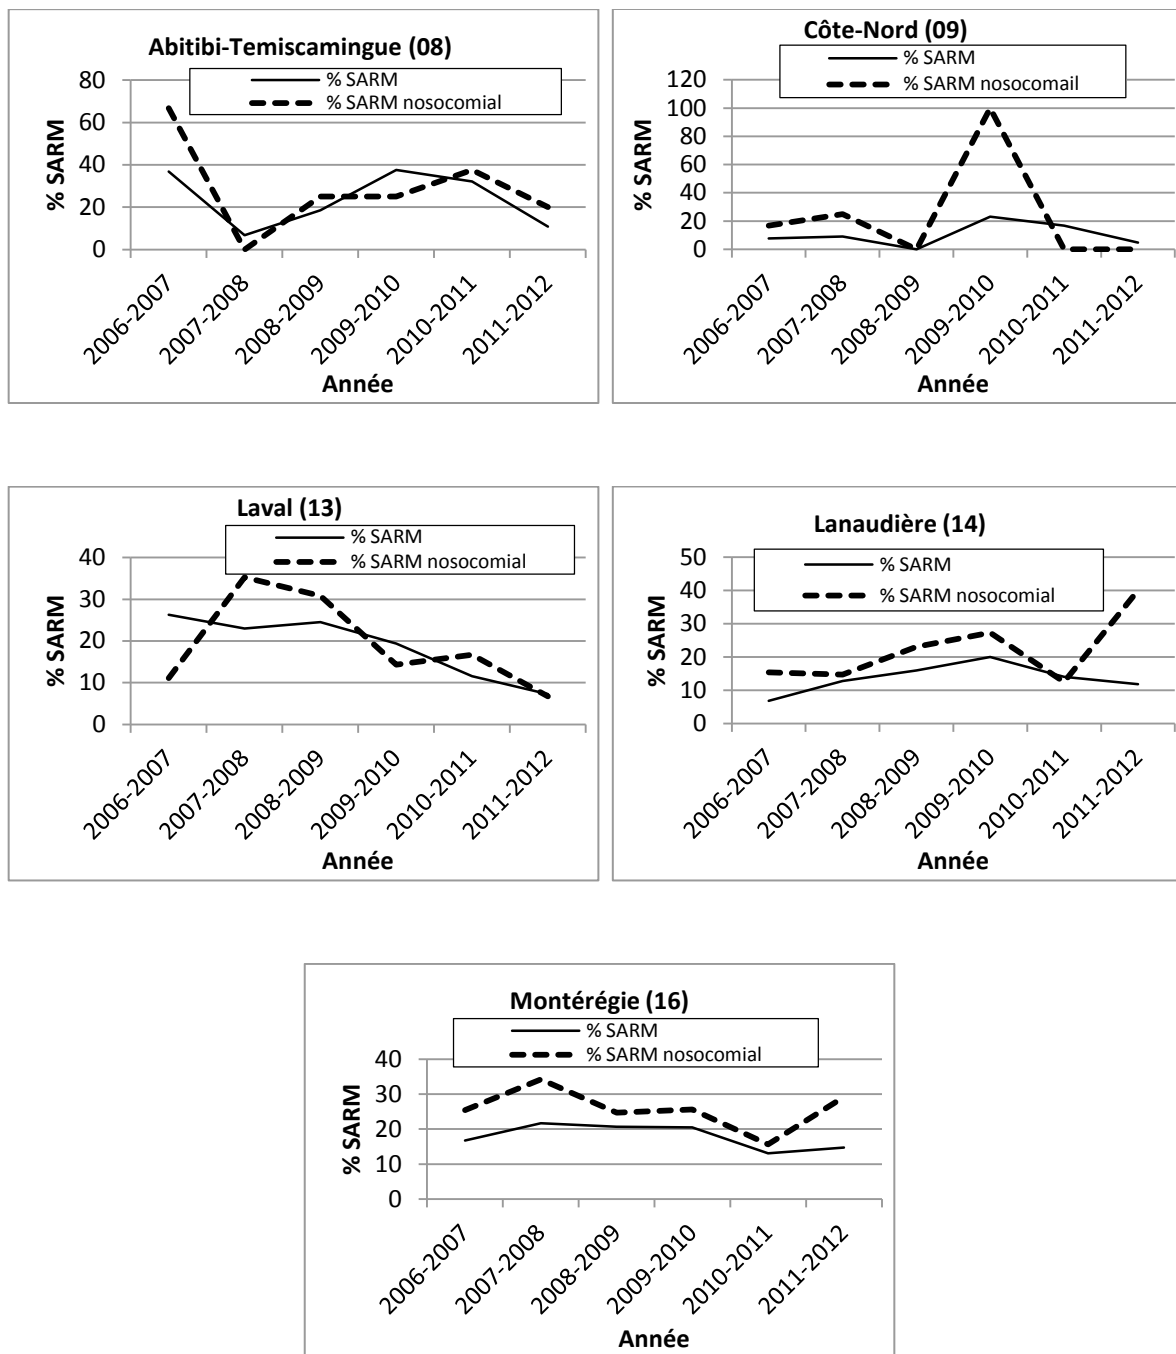 Abitibi-Temiscamingue (08)
% SARM
% SARM nosocomial
80
60
40
20
0
% SARM
2006-2007
2007-2008
2008-2009
2009-2010
2010-2011
2011-2012
Année
Côte-Nord (09)
% SARM
% SARM nosocomail
120
100
80
60
40
20
0
% SARM
2006-2007
2007-2008
2008-2009
2009-2010
2010-2011
2011-2012
Année
Laval (13)
% SARM
% SARM nosocomial
40
30
20
10
0
% SARM
2006-2007
2007-2008
2008-2009
2009-2010
2010-2011
2011-2012
Année
Lanaudière (14)
% SARM
% SARM nosocomial
50
40
30
20
10
0
% SARM
2006-2007
2007-2008
2008-2009
2009-2010
2010-2011
2011-2012
Année
Montérégie (16)
% SARM
% SARM nosocomial
40
30
20
10
0
% SARM
2006-2007
2007-2008
2008-2009
2009-2010
2010-2011
2011-2012
Année